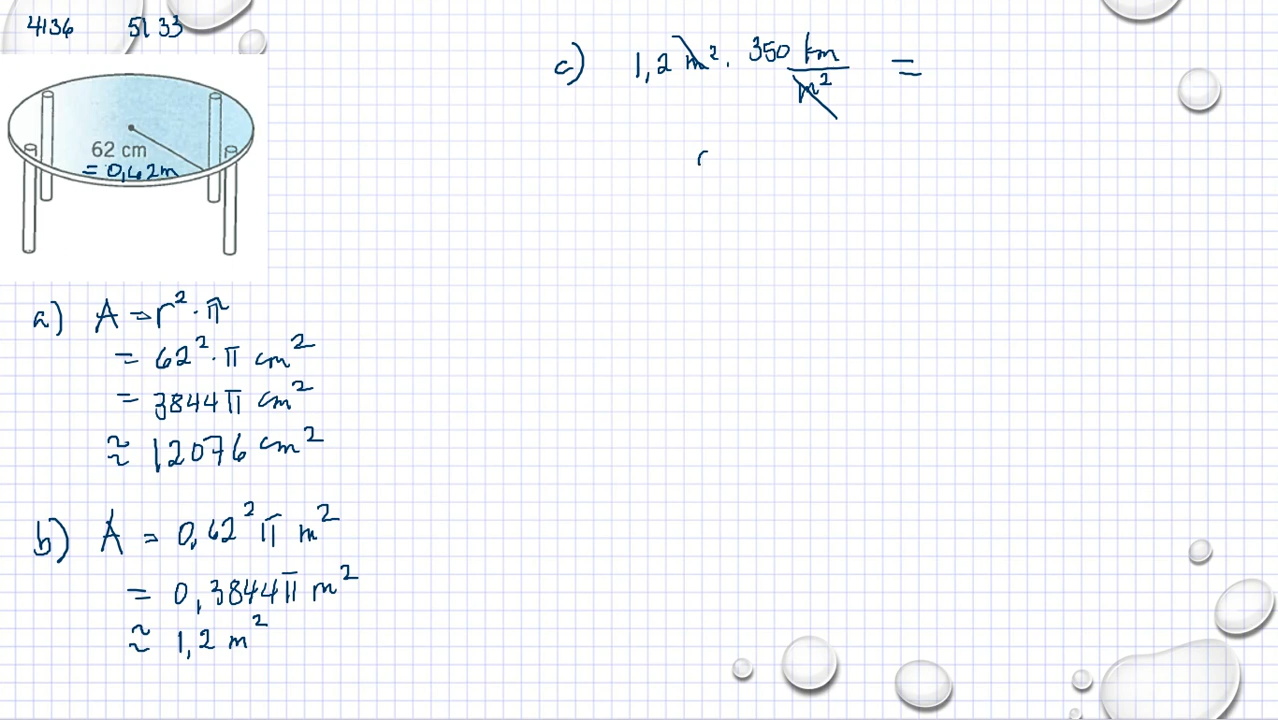 4136 5133
62 cm
= 0,62m
a) A = r² · π
= 62² · π cm²
= 3844π cm²
≈ 12076 cm²
b) A = 0,62² π m²
= 0,3844π m²
≈ 1,2 m²
c) 1,2 m² · 350 km/m² =